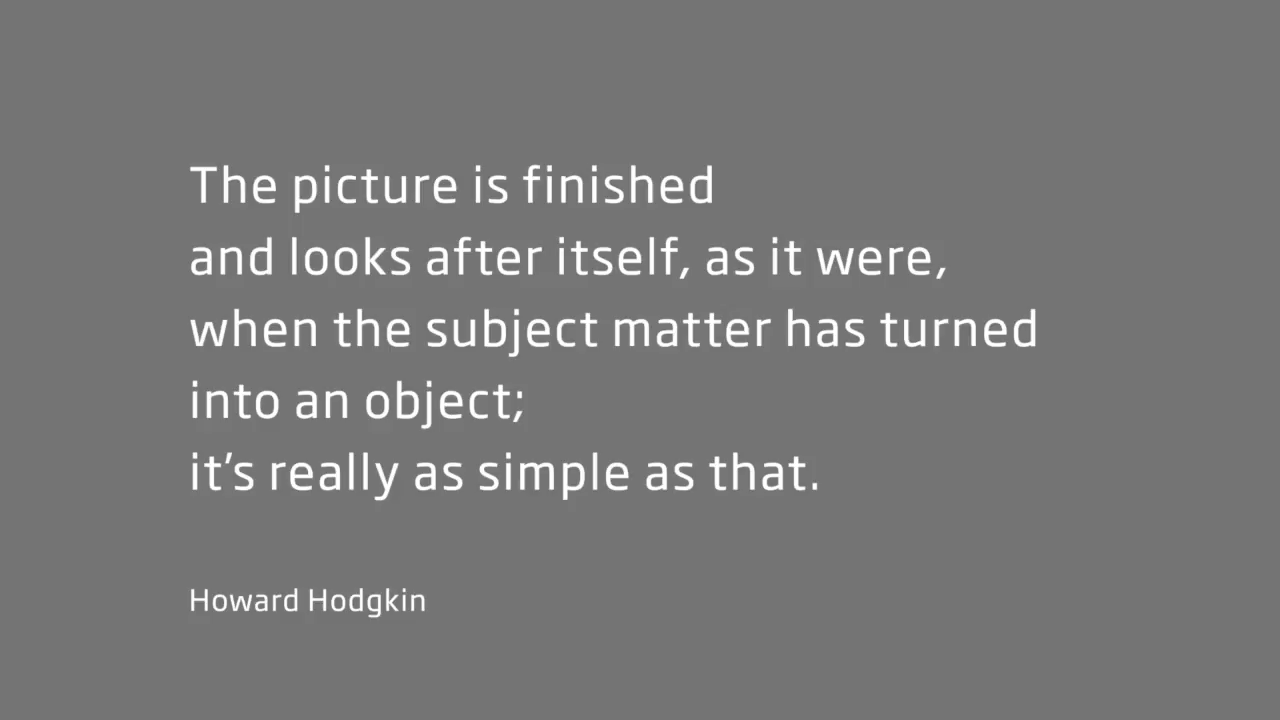 The picture is finished
and looks after itself, as it were,
when the subject matter has turned
into an object;
it’s really as simple as that.
Howard Hodgkin